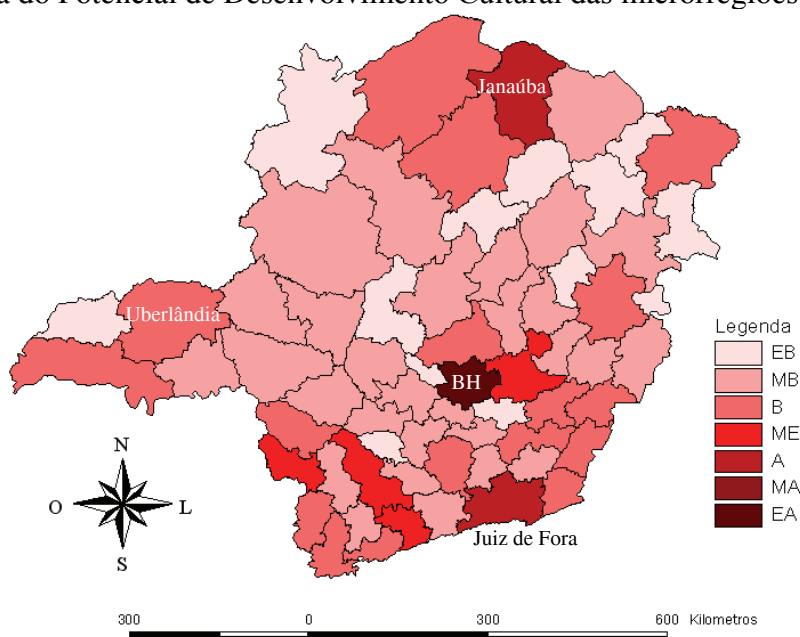 do Potencial de Desenvolvimento Cultural das microrregiões
Janaúba
Uberlândia
BH
Juiz de Fora
N
O
L
S
Legenda
EB
MB
B
ME
A
MA
EA
300
0
300
600
Kilometros